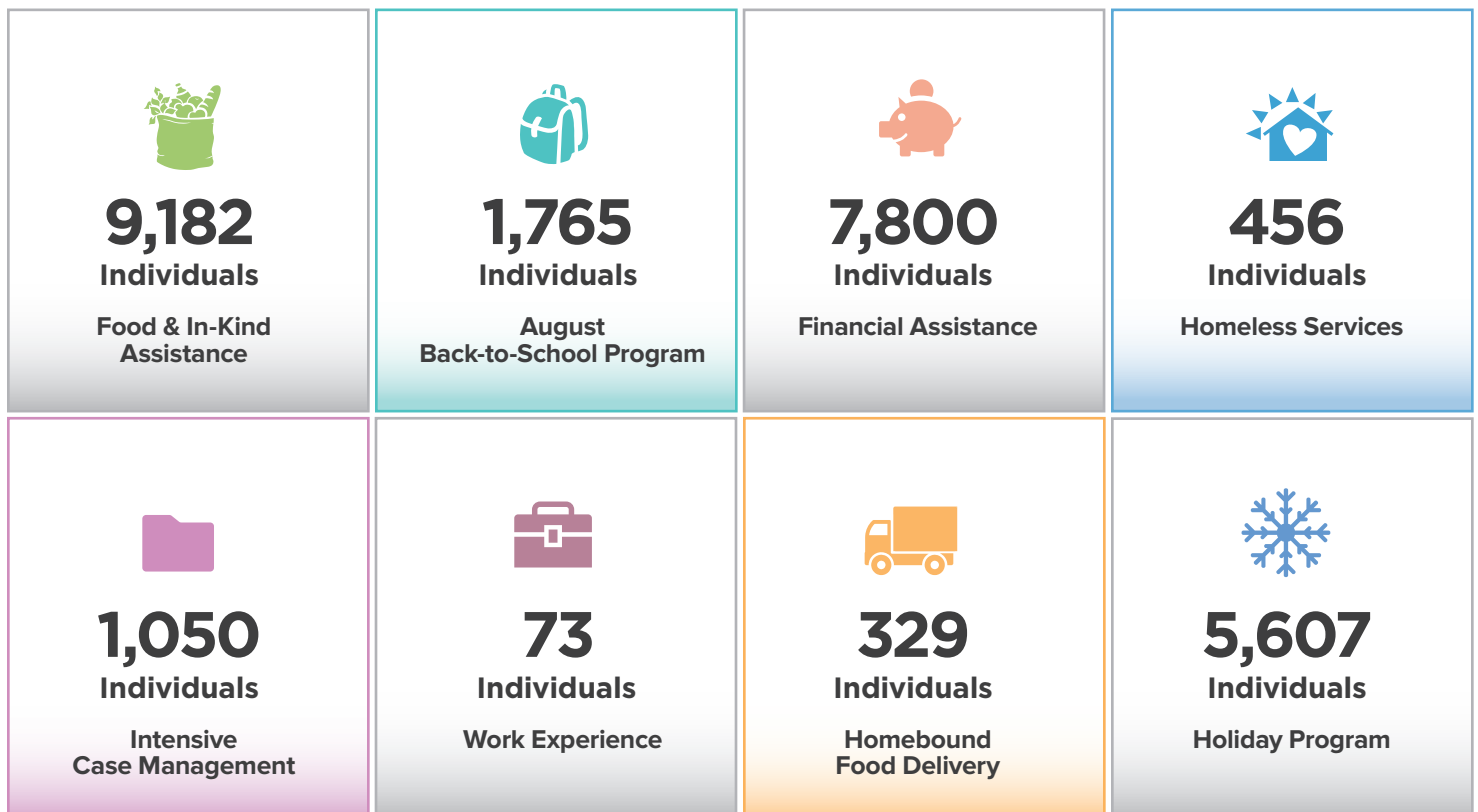 9,182
Individuals
Food & In-Kind
Assistance
1,765
Individuals
August
Back-to-School Program
7,800
Individuals
Financial Assistance
456
Individuals
Homeless Services
1,050
Individuals
Intensive
Case Management
73
Individuals
Work Experience
329
Individuals
Homebound
Food Delivery
5,607
Individuals
Holiday Program